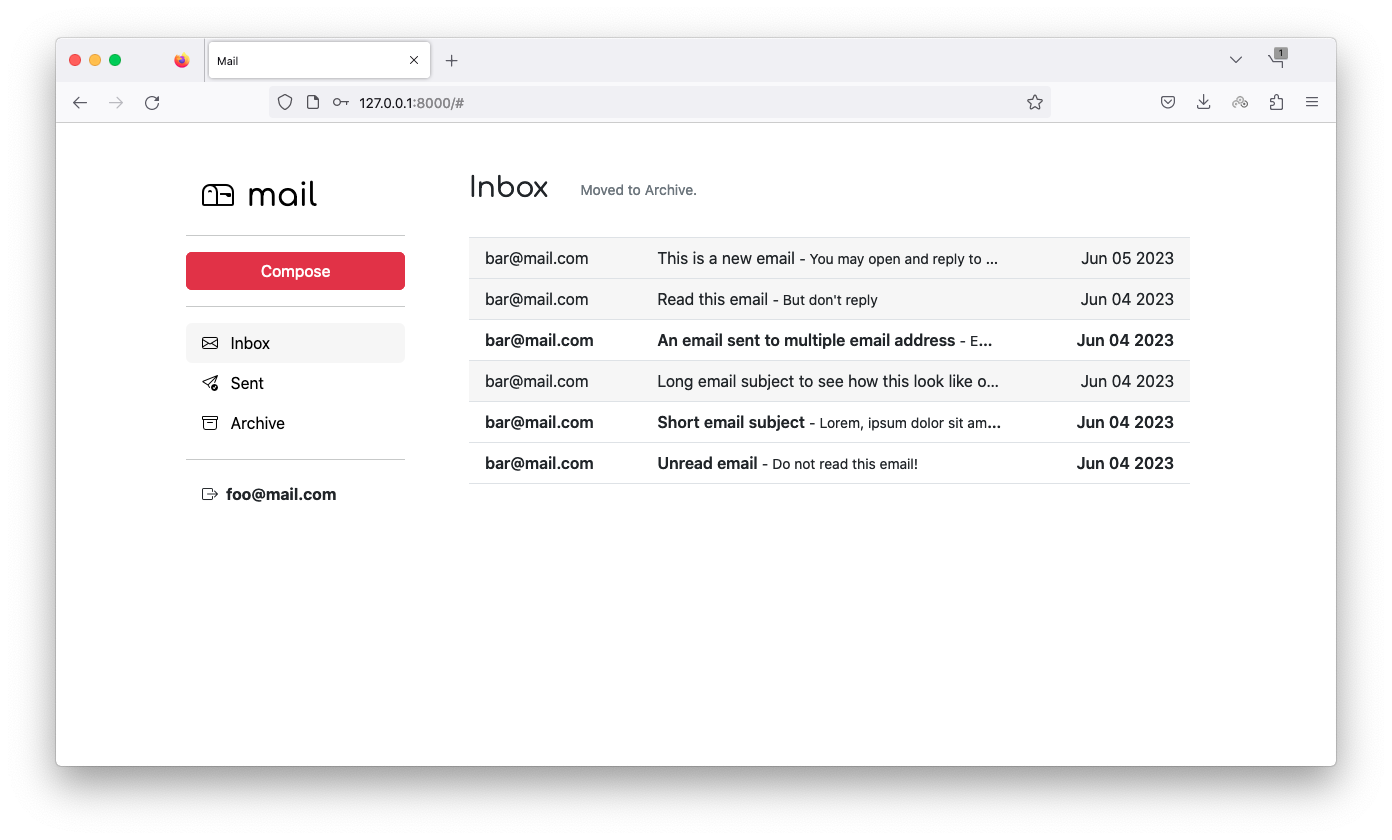 Mail
1
127.0.0.1:8000/#
mail
Compose
Inbox
Sent
Archive
foo@mail.com
Inbox Moved to Archive.
bar@mail.com This is a new email - You may open and reply to ... Jun 05 2023
bar@mail.com Read this email - But don't reply Jun 04 2023
bar@mail.com An email sent to multiple email address - E... Jun 04 2023
bar@mail.com Long email subject to see how this look like o... Jun 04 2023
bar@mail.com Short email subject - Lorem, ipsum dolor sit am... Jun 04 2023
bar@mail.com Unread email - Do not read this email! Jun 04 2023